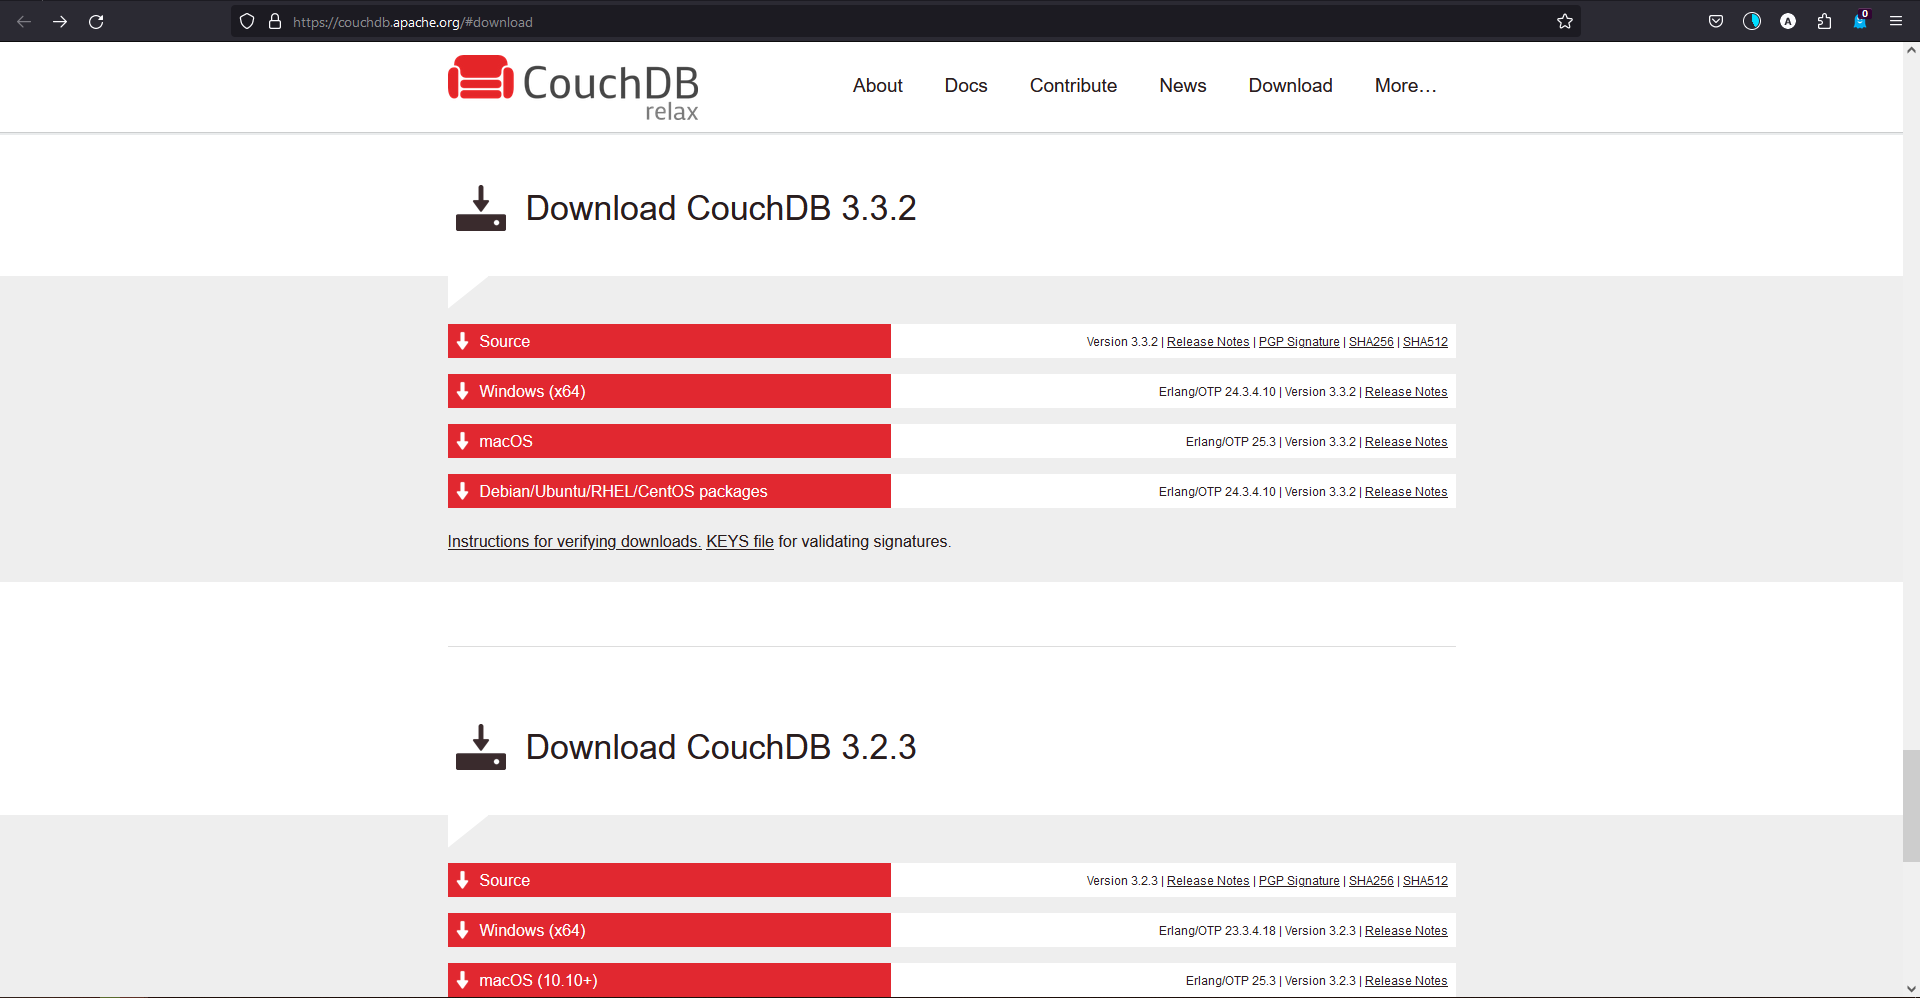 https://couchdb.apache.org/#download
A
0
CouchDB
relax
About Docs Contribute News Download More…
Download CouchDB 3.3.2
Source Version 3.3.2 | Release Notes | PGP Signature | SHA256 | SHA512
Windows (x64) Erlang/OTP 24.3.4.10 | Version 3.3.2 | Release Notes
macOS Erlang/OTP 25.3 | Version 3.3.2 | Release Notes
Debian/Ubuntu/RHEL/CentOS packages Erlang/OTP 24.3.4.10 | Version 3.3.2 | Release Notes
Instructions for verifying downloads. KEYS file for validating signatures.
Download CouchDB 3.2.3
Source Version 3.2.3 | Release Notes | PGP Signature | SHA256 | SHA512
Windows (x64) Erlang/OTP 23.3.4.18 | Version 3.2.3 | Release Notes
macOS (10.10+) Erlang/OTP 25.3 | Version 3.2.3 | Release Notes